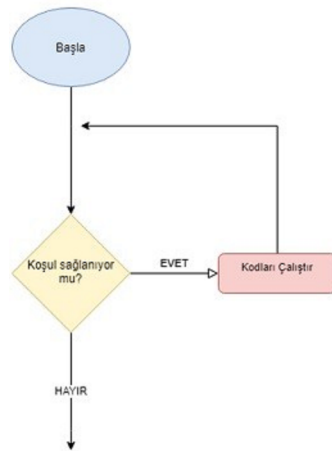 Başla
Koşul sağlanıyor
mu?
EVET
Kodları Çalıştır
HAYIR